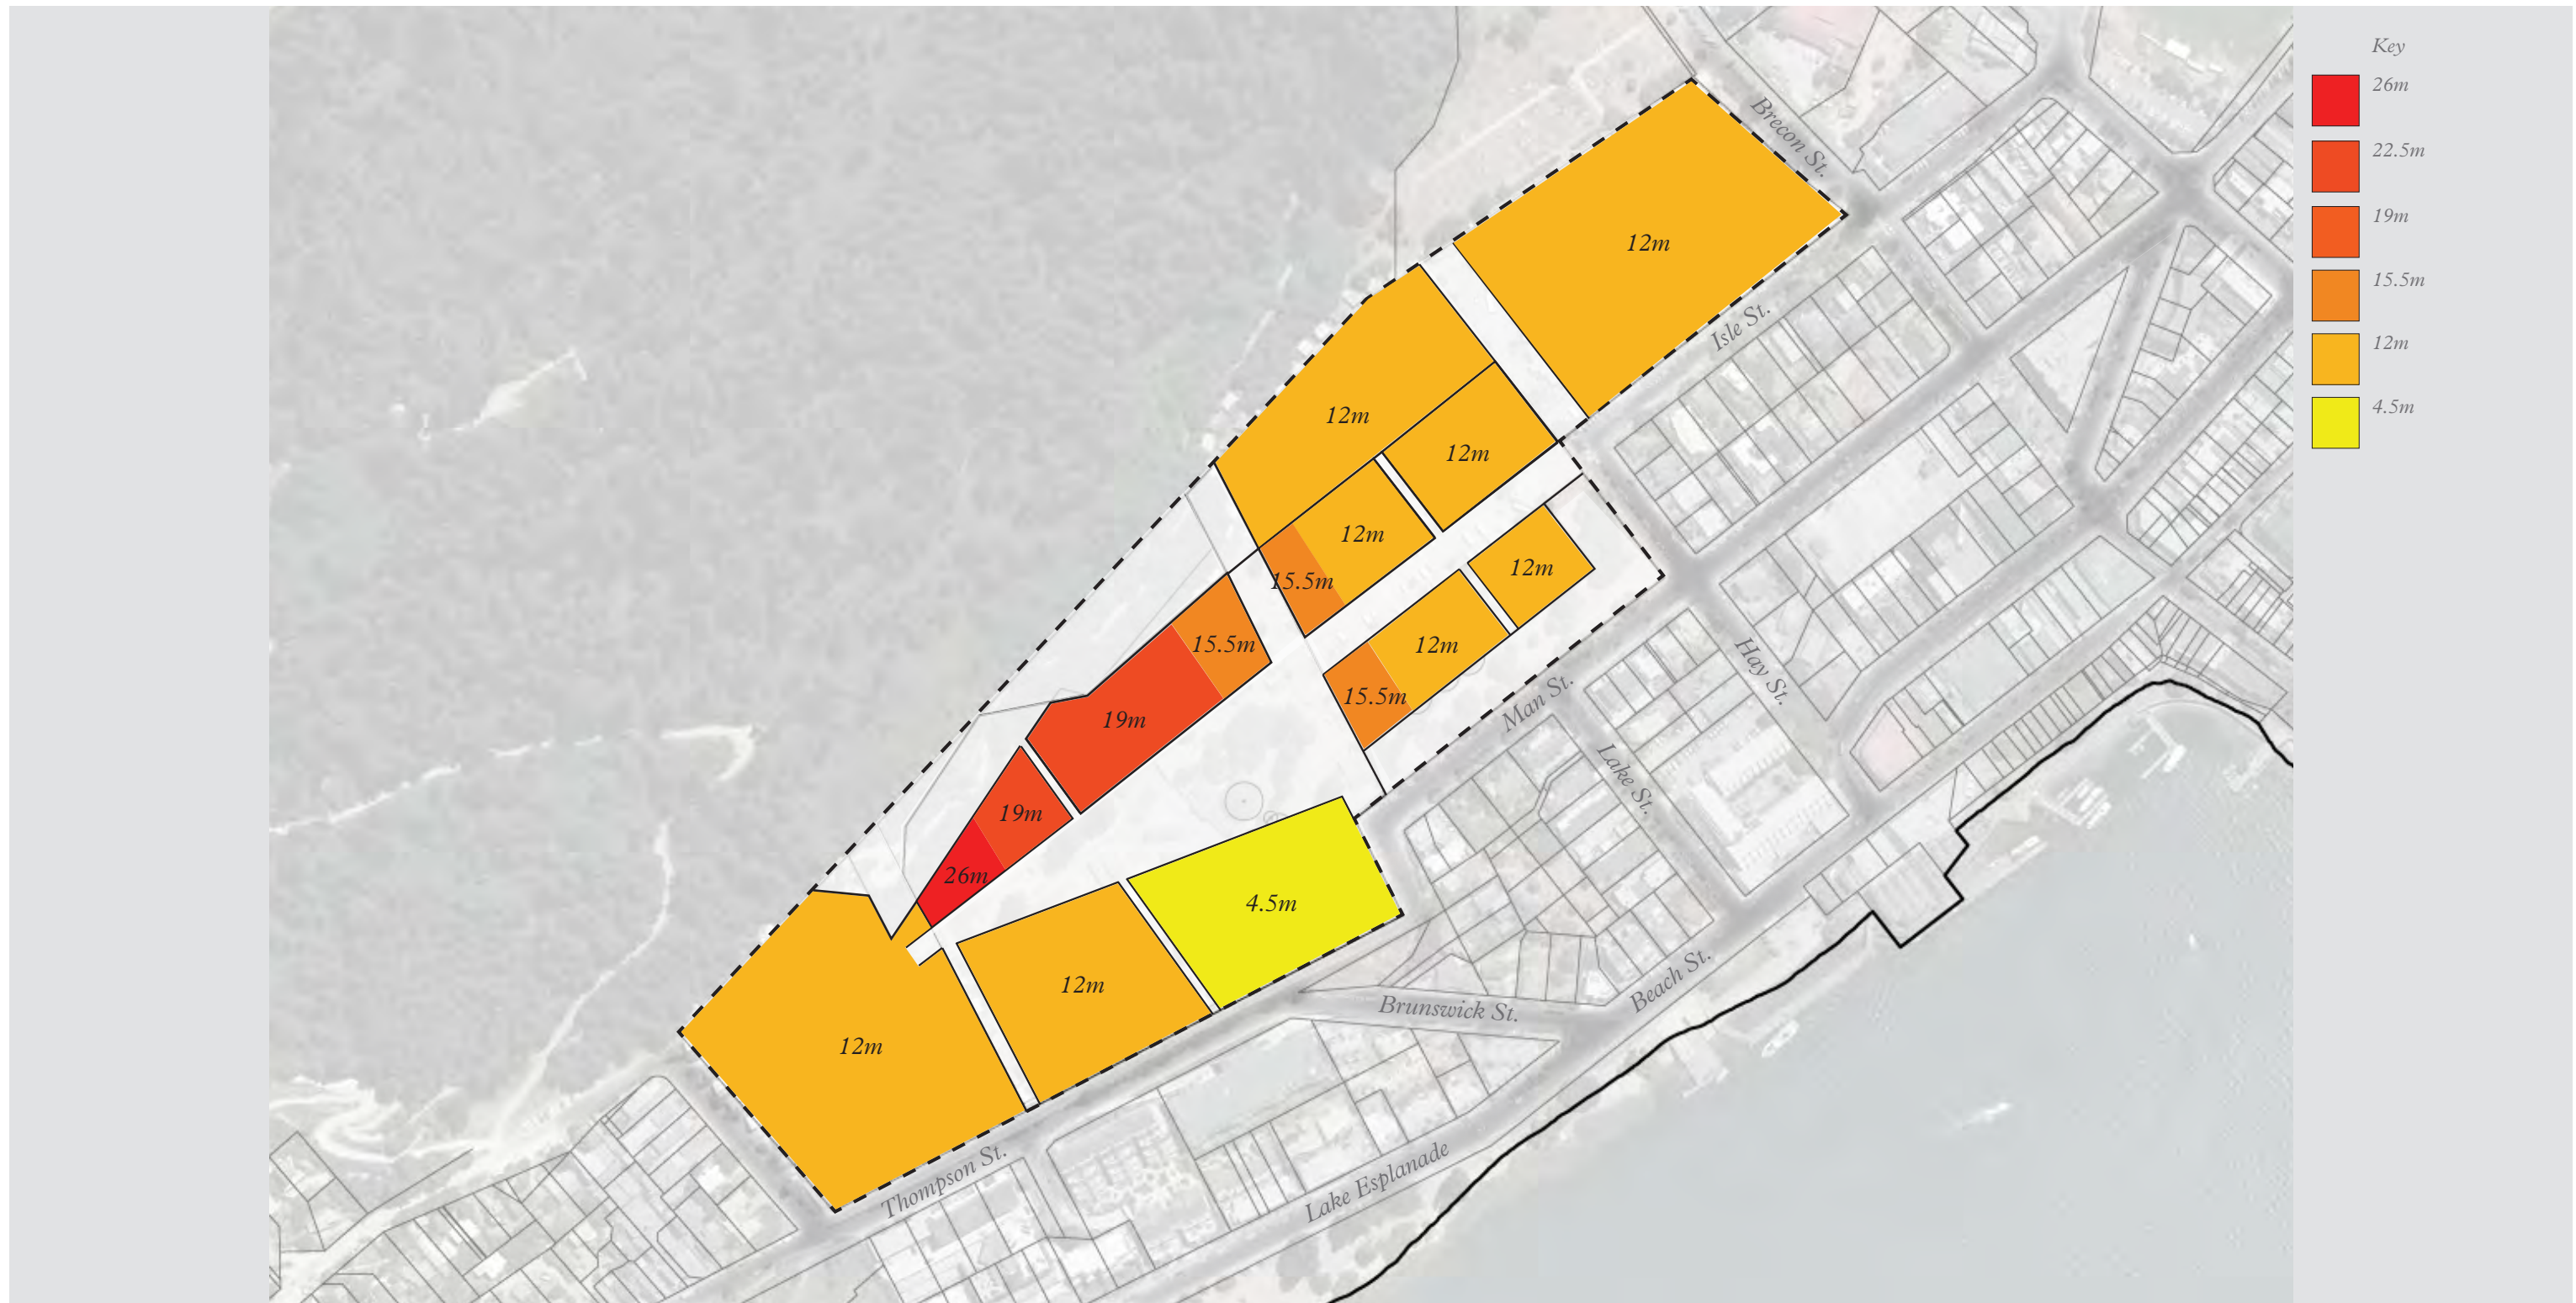 Key
26m
22.5m
19m
15.5m
12m
4.5m
Brecon St.
12m
Isle St.
12m
12m
12m
15.5m
12m
15.5m
12m
15.5m
19m
Man St.
Hay St.
Lake St.
19m
26m
4.5m
12m
Beach St.
Brunswick St.
12m
Thompson St.
Lake Esplanade